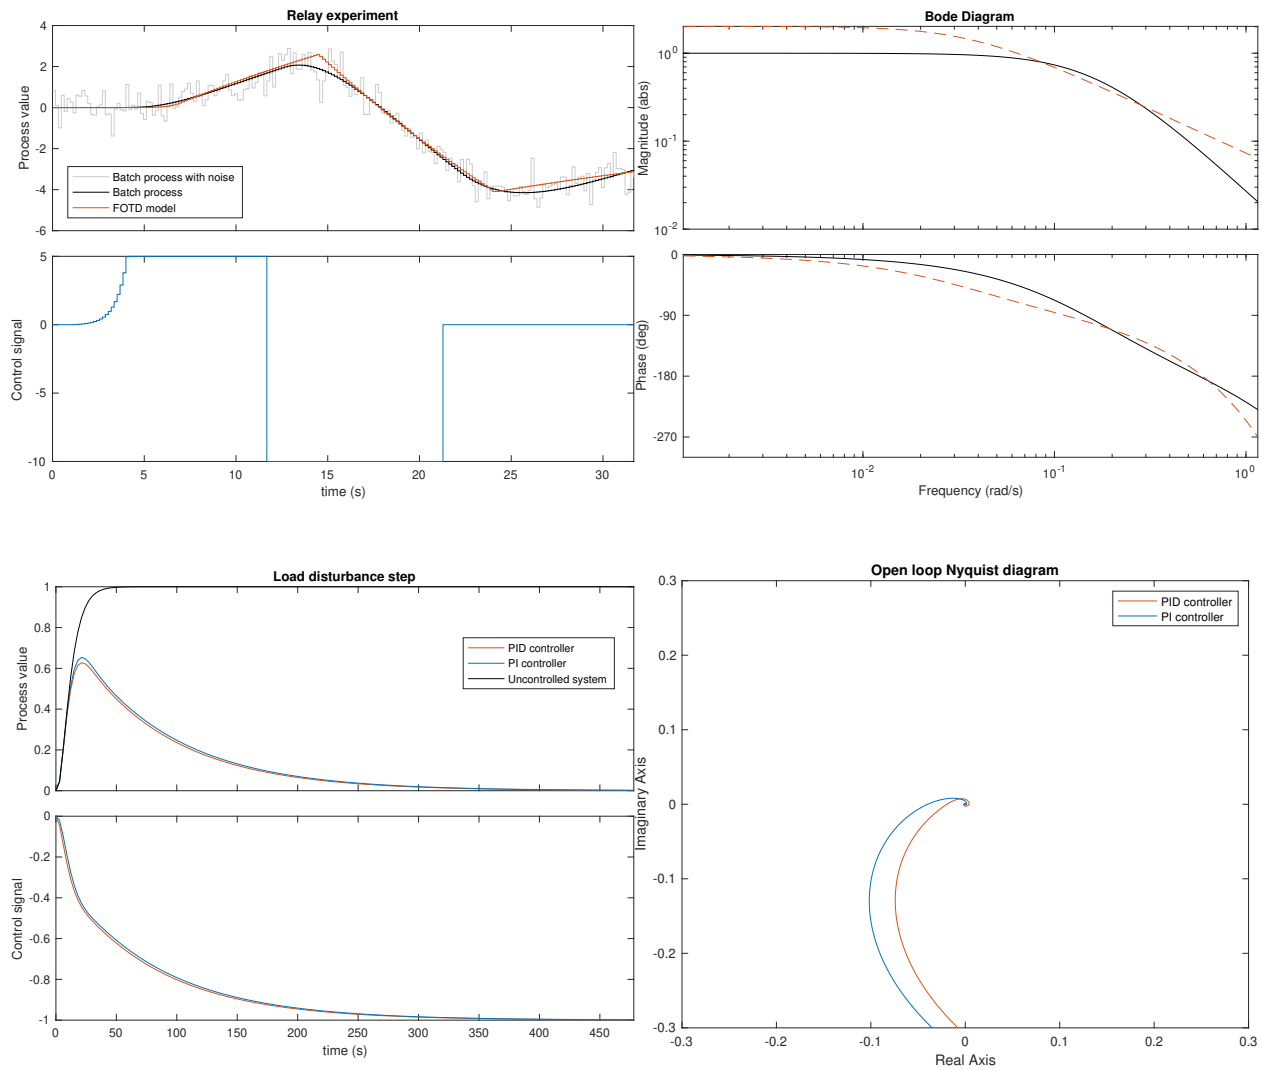 Relay experiment
4
2
0
-2
-4
-6
Process value
Batch process with noise
Batch process
FOTD model
5
0
-5
-10
Control signal
0
5
10
15
20
25
30
time (s)
Bode Diagram
10^0
10^-1
10^-2
Magnitude (abs)
0
-90
-180
-270
Phase (deg)
10^-2
10^-1
10^0
Frequency (rad/s)
Load disturbance step
1
0.8
0.6
0.4
0.2
0
Process value
PID controller
PI controller
Uncontrolled system
0
-0.2
-0.4
-0.6
-0.8
-1
Control signal
0
50
100
150
200
250
300
350
400
450
time (s)
Open loop Nyquist diagram
0.3
0.2
0.1
0
-0.1
-0.2
-0.3
Imaginary Axis
PID controller
PI controller
-0.3
-0.2
-0.1
0
0.1
0.2
0.3
Real Axis